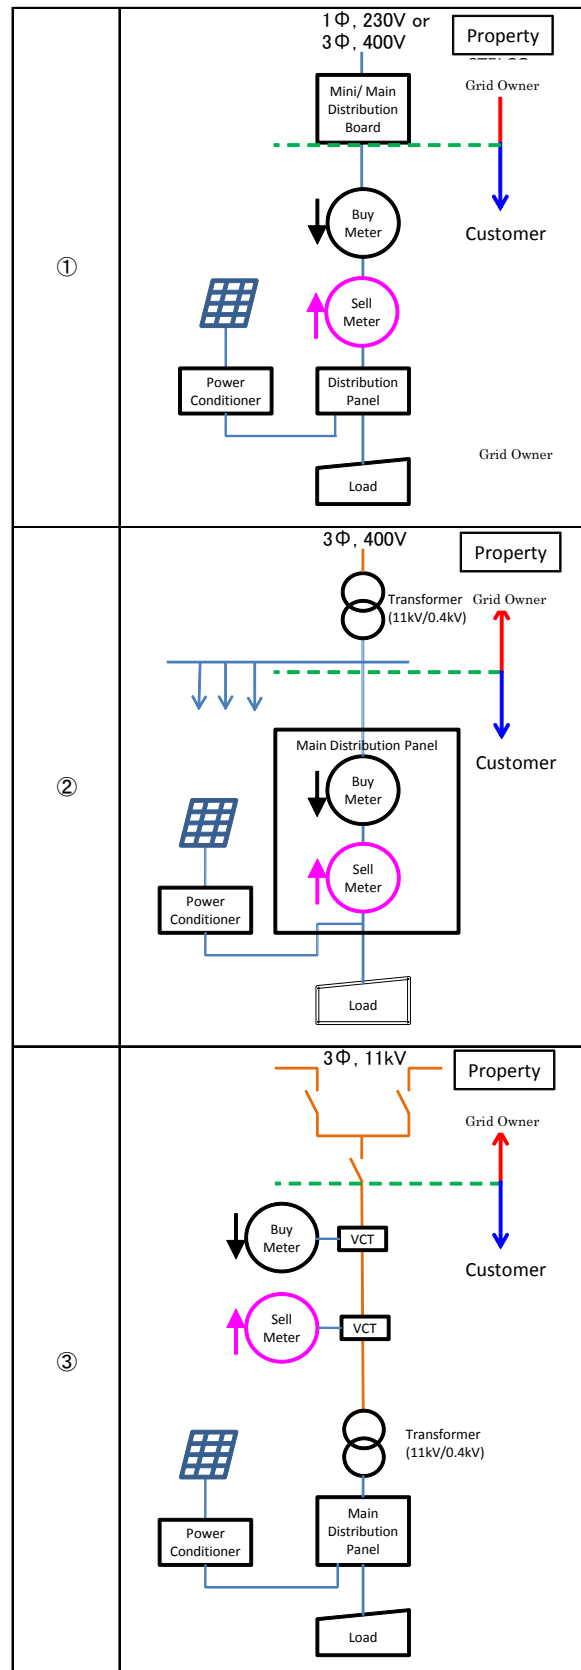 1Φ, 230V or
3Φ, 400V
Property
Grid Owner
Mini/ Main
Distribution
Board
Buy
Meter
Customer
①
Sell
Meter
Power
Conditioner
Distribution
Panel
Grid Owner
Load
3Φ, 400V
Property
Transformer
(11kV/0.4kV)
Grid Owner
Main Distribution Panel
Customer
②
Buy
Meter
Sell
Meter
Power
Conditioner
Load
3Φ, 11kV
Property
Grid Owner
Buy
Meter
VCT
Customer
Sell
Meter
VCT
③
Transformer
(11kV/0.4kV)
Main
Distribution
Panel
Power
Conditioner
Load